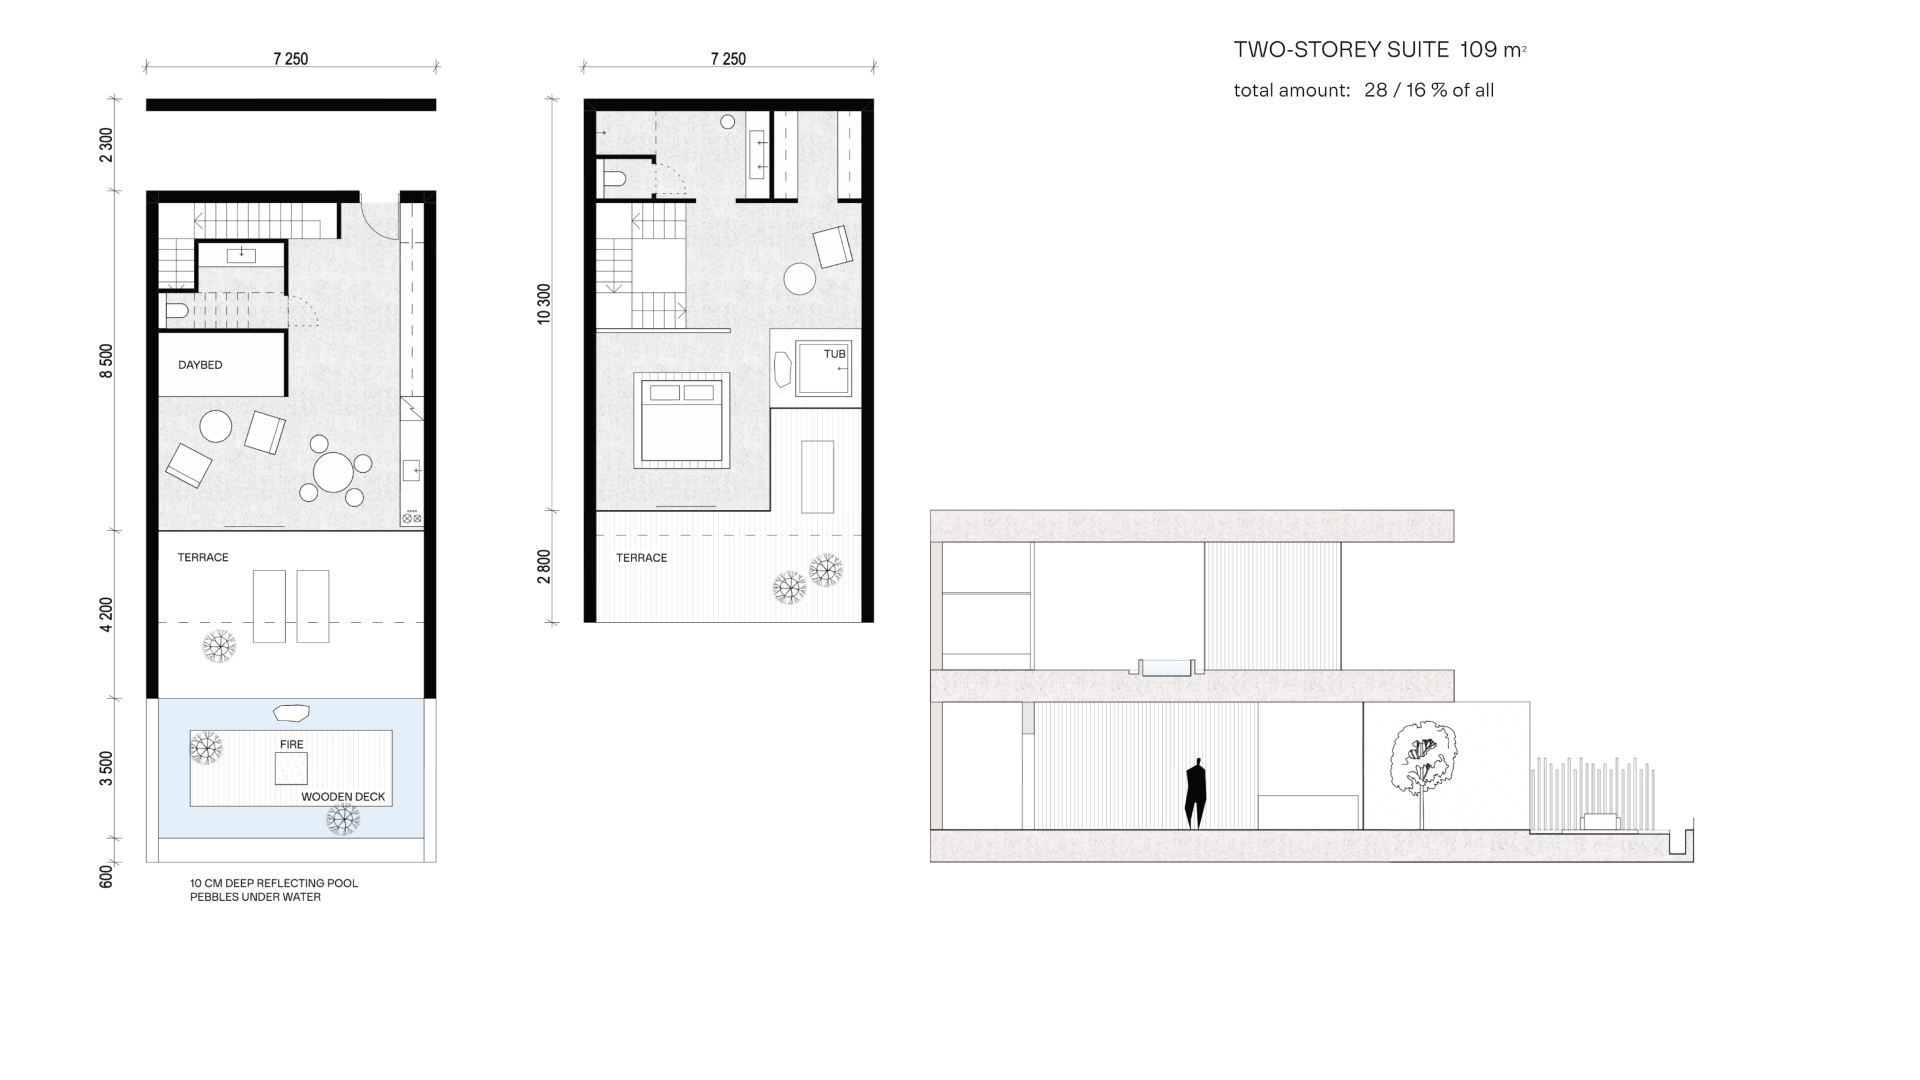 TWO-STOREY SUITE 109 m²
total amount: 28 / 16 % of all
7 250
2 300
8 500
4 200
3 500
600
DAYBED
TERRACE
FIRE
WOODEN DECK
10 CM DEEP REFLECTING POOL
PEBBLES UNDER WATER
7 250
10 300
2 800
TUB
TERRACE